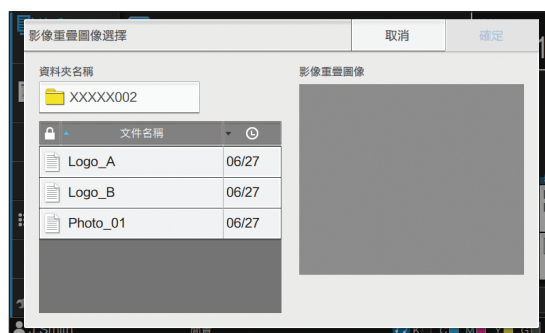 影像重疊圖像選擇 取消 確定
資料夾名稱 影像重疊圖像
XXXXX002
文件名稱
Logo_A 06/27
Logo_B 06/27
Photo_01 06/27
J.Smith